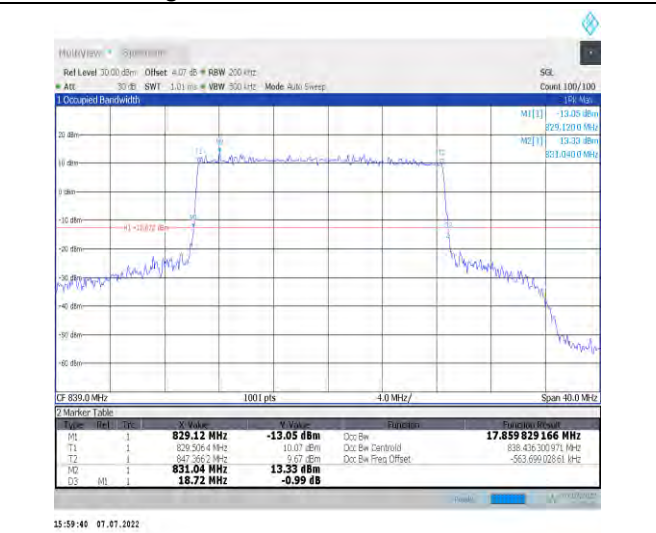 MultiView Spectrum
Ref Level 30.00 dBm Offset 4.07 dB RBW 200 kHz SGL
Att 30 dB SWT 1.01 ms VBW 300 kHz Mode Auto Sweep Count 100/100
1 Occupied Bandwidth 1Pk Max
M1[1] -13.05 dBm
829.1200 MHz
M2[1] 13.33 dBm
831.0400 MHz
20 dBm
10 dBm
0 dBm
-10 dBm
-20 dBm
-30 dBm
-40 dBm
-50 dBm
-60 dBm
CF 839.0 MHz 1001 pts 4.0 MHz/ Span 40.0 MHz
2 Marker Table
Type Ref Trc X Value Y Value Function Function Result
M1 1 829.12 MHz -13.05 dBm Occ Bw 17.859 829 166 MHz
T1 1 829.5064 MHz 10.07 dBm Occ Bw Centroid 838.436 300 971 MHz
T2 1 847.3662 MHz 9.67 dBm Occ Bw Freq Offset -563.699 028 61 kHz
M2 1 831.04 MHz 13.33 dBm
D3 M1 1 18.72 MHz -0.99 dB
15:59:40 07.07.2022